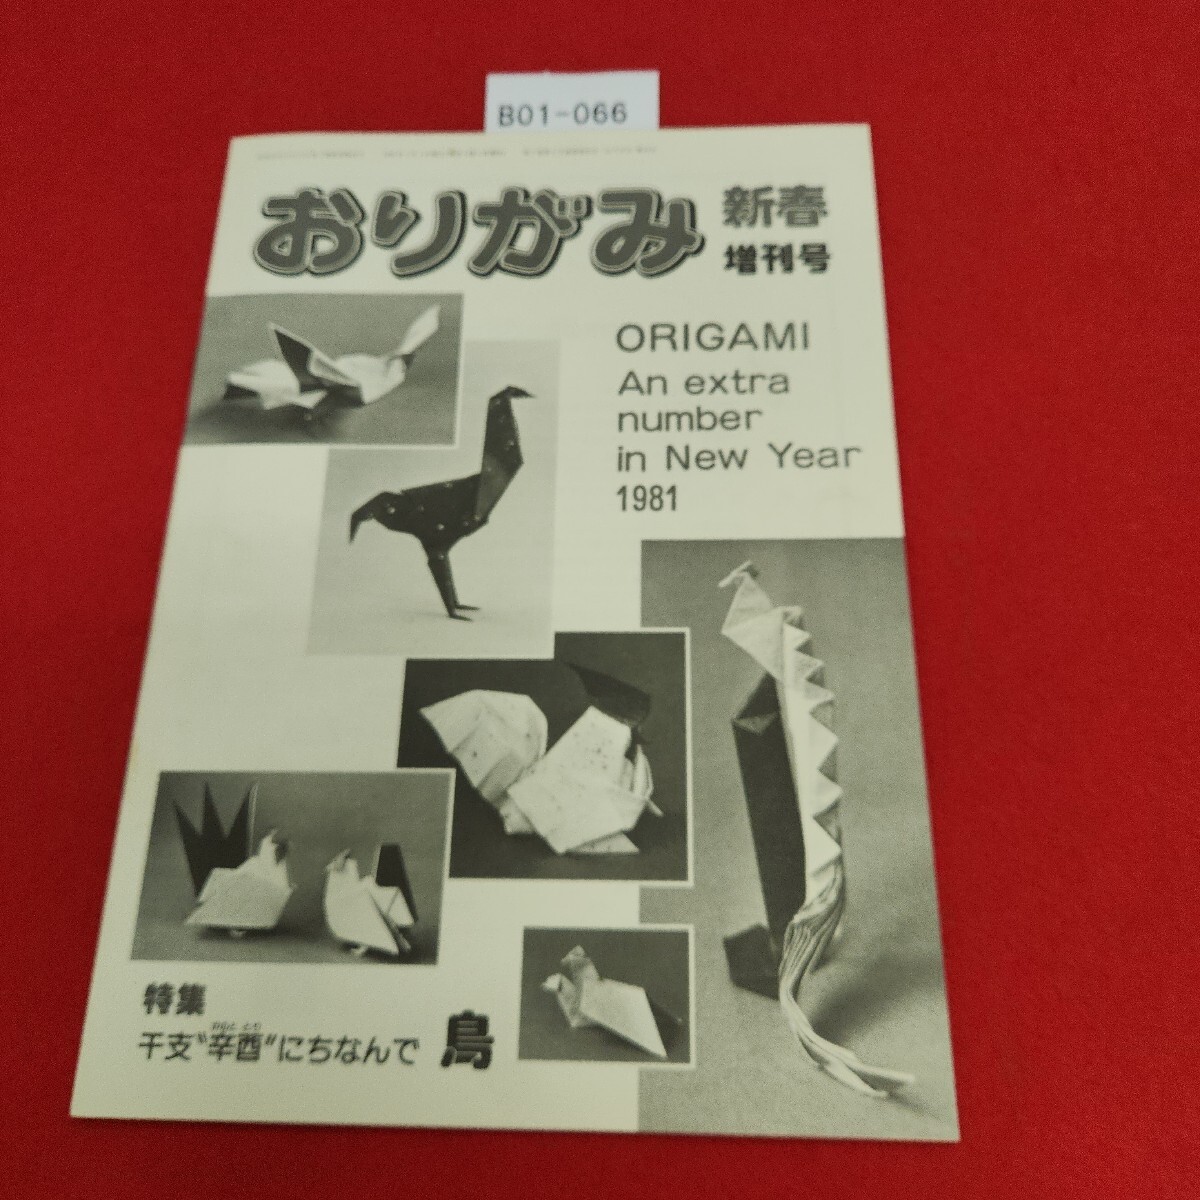 B01-066
おりがみ 新春
増刊号
ORIGAMI
An extra
number
in New Year
1981
特集
干支〝辛酉〟にちなんで 鳥